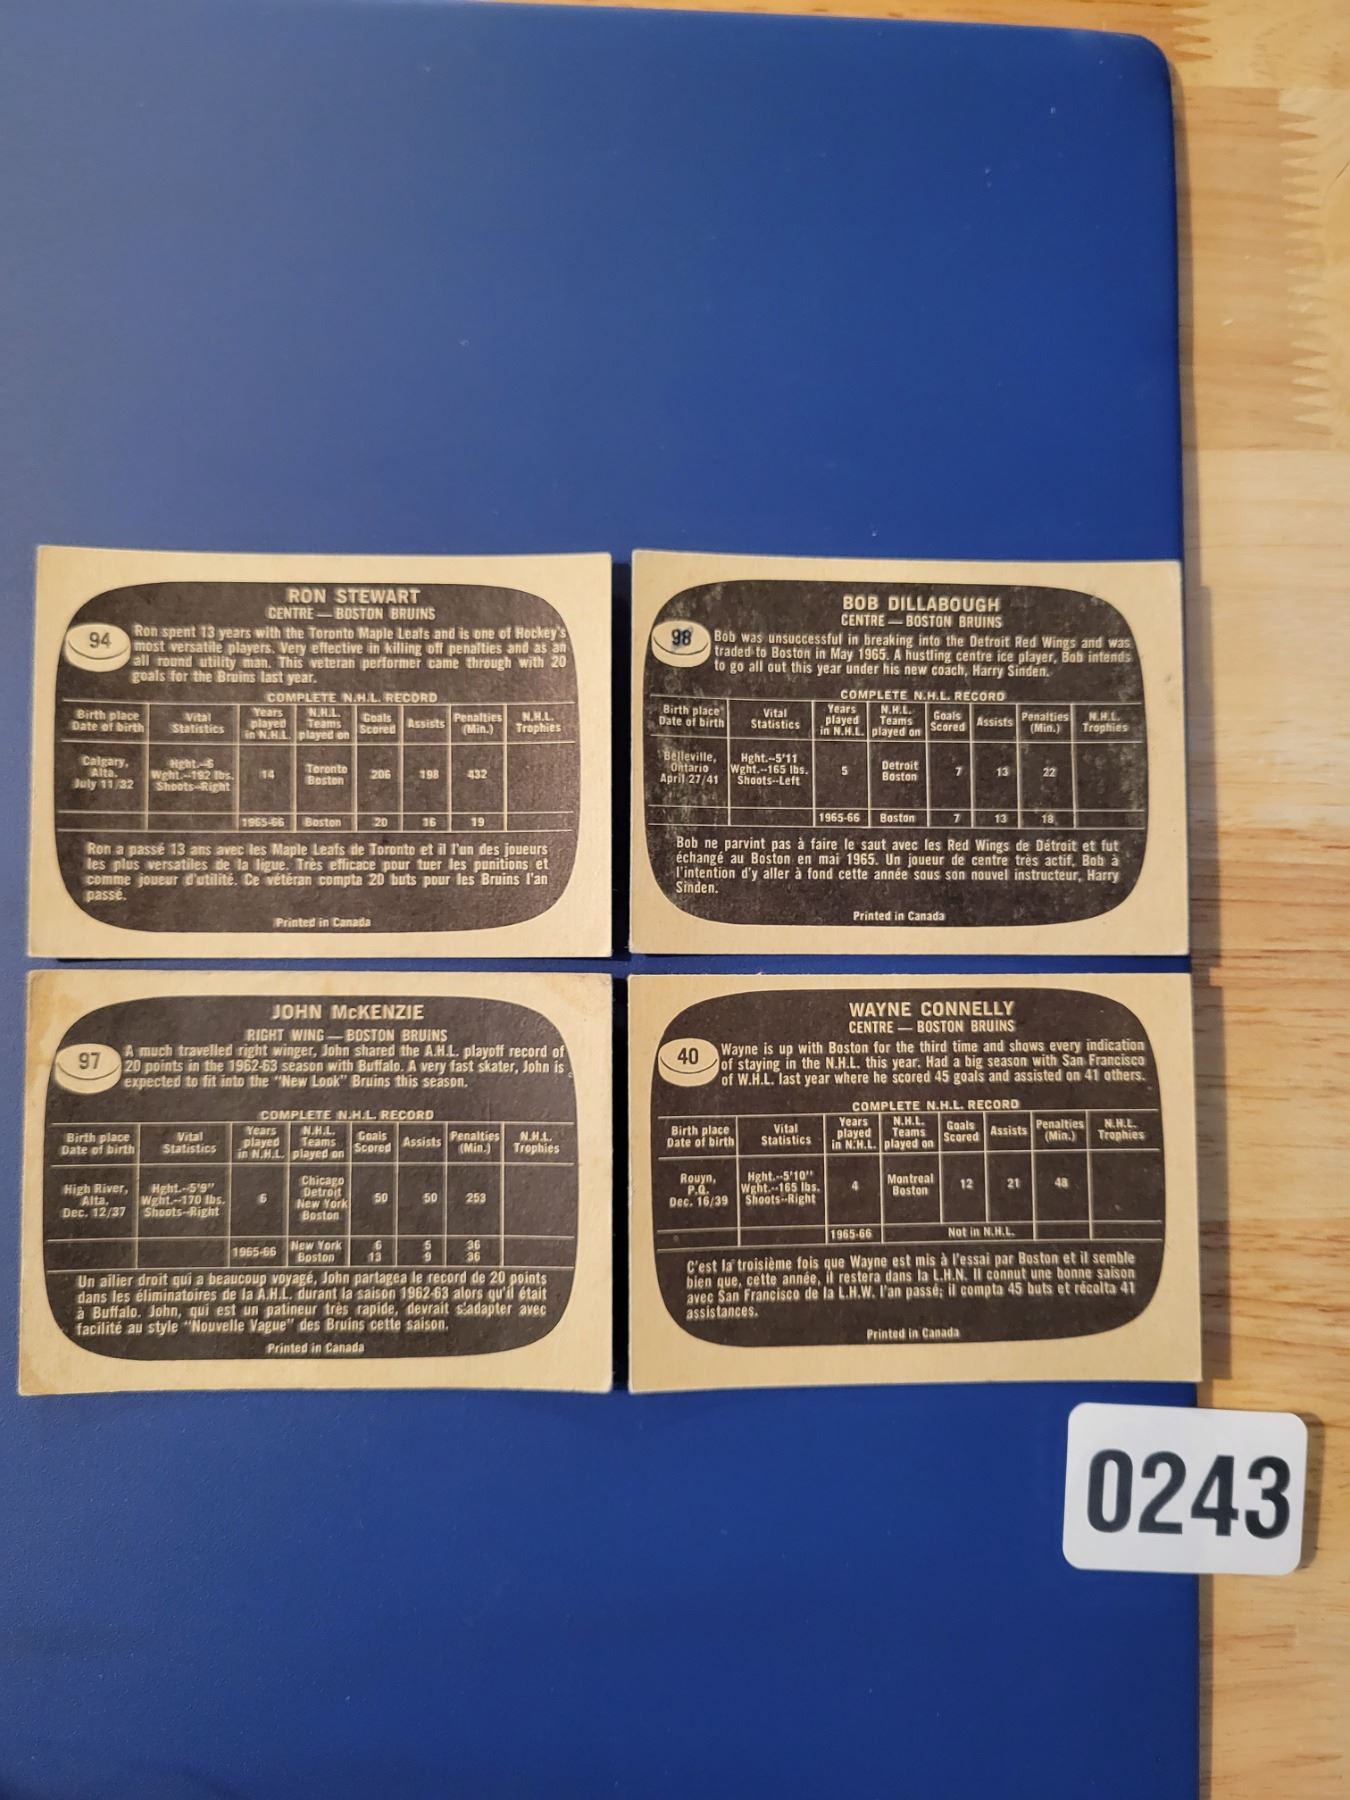 RON STEWART
CENTRE — BOSTON BRUINS
94
Ron spent 13 years with the Toronto Maple Leafs and is one of Hockey's
most versatile players. Very effective in killing off penalties and as an
all round utility man. This veteran performer came through with 20
goals for the Bruins last year.
COMPLETE N.H.L. RECORD
Birth place Date of birth Vital Statistics Years played in N.H.L. N.H.L. Teams played on Goals Scored Assists Penalties (Min.) N.H.L. Trophies
Calgary, Alta. July 11/32 Hght.--6 Wght.--192 lbs. Shoots--Right 14 Toronto Boston 206 198 432
1965-66 Boston 20 16 19
Ron a passé 13 ans avec les Maple Leafs de Toronto et il l'un des joueurs
les plus versatiles de la ligue. Très efficace pour tuer les punitions et
comme joueur d'utilité. Ce vétéran compta 20 buts pour les Bruins l'an
passé.
Printed in Canada
BOB DILLABOUGH
CENTRE — BOSTON BRUINS
98
Bob was unsuccessful in breaking into the Detroit Red Wings and was
traded to Boston in May 1965. A hustling centre ice player, Bob intends
to go all out this year under his new coach, Harry Sinden.
COMPLETE N.H.L. RECORD
Birth place Date of birth Vital Statistics Years played in N.H.L. N.H.L. Teams played on Goals Scored Assists Penalties (Min.) N.H.L. Trophies
Belleville, Ontario April 27/41 Hght.--5'11 Wght.--165 lbs. Shoots--Left 5 Detroit Boston 7 13 22
1965-66 Boston 7 13 18
Bob ne parvint pas à faire le saut avec les Red Wings de Détroit et fut
échangé au Boston en mai 1965. Un joueur de centre très actif, Bob à
l'intention d'y aller à fond cette année sous son nouvel instructeur, Harry
Sinden.
Printed in Canada
JOHN McKENZIE
RIGHT WING — BOSTON BRUINS
97
A much travelled right winger, John shared the A.H.L. playoff record of
20 points in the 1962-63 season with Buffalo. A very fast skater, John is
expected to fit into the "New Look" Bruins this season.
COMPLETE N.H.L. RECORD
Birth place Date of birth Vital Statistics Years played in N.H.L. N.H.L. Teams played on Goals Scored Assists Penalties (Min.) N.H.L. Trophies
High River, Alta. Dec. 12/37 Hght.--5'9" Wght.--170 lbs. Shoots--Right 6 Chicago Detroit New York Boston 50 50 253
1965-66 New York 6 5 36
Boston 13 9 36
Un ailier droit qui a beaucoup voyagé, John partagea le record de 20 points
dans les éliminatoires de la A.H.L. durant la saison 1962-63 alors qu'il était
à Buffalo. John, qui est un patineur très rapide, devrait s'adapter avec
facilité au style "Nouvelle Vague" des Bruins cette saison.
Printed in Canada
WAYNE CONNELLY
CENTRE — BOSTON BRUINS
40
Wayne is up with Boston for the third time and shows every indication
of staying in the N.H.L. this year. Had a big season with San Francisco
of W.H.L. last year where he scored 45 goals and assisted on 41 others.
COMPLETE N.H.L. RECORD
Birth place Date of birth Vital Statistics Years played in N.H.L. N.H.L. Teams played on Goals Scored Assists Penalties (Min.) N.H.L. Trophies
Rouyn, P.Q. Dec. 16/39 Hght.--5'10" Wght.--165 lbs. Shoots--Right 4 Montreal Boston 12 21 48
1965-66 Not in N.H.L.
C'est la troisième fois que Wayne est mis à l'essai par Boston et il semble
bien que, cette année, il restera dans la L.H.N. Il connut une bonne saison
avec San Francisco de la L.H.W. l'an passé; il compta 45 buts et récolta 41
assistances.
Printed in Canada
0243